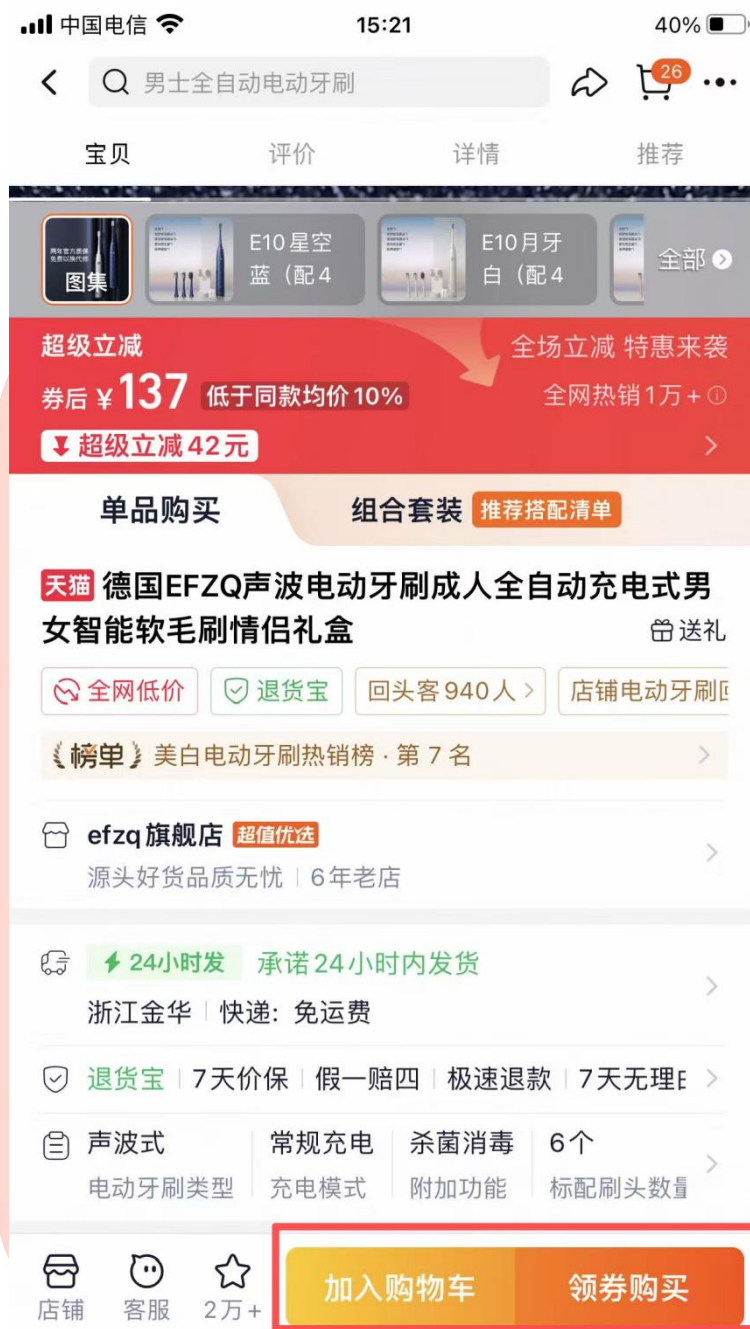 中国电信 15:21 40%
男士全自动电动牙刷 26
宝贝 评价 详情 推荐
图集
E10星空
蓝（配4
E10月牙
白（配4
全部
超级立减 全场立减 特惠来袭
券后￥137 低于同款均价10% 全网热销1万+
超级立减42元
单品购买 组合套装 推荐搭配清单
天猫 德国EFZQ声波电动牙刷成人全自动充电式男
女智能软毛刷情侣礼盒 送礼
全网低价 退货宝 回头客940人 店铺电动牙刷
榜单 美白电动牙刷热销榜·第7名
efzq旗舰店 超值优选
源头好货品质无忧 6年老店
24小时发 承诺24小时内发货
浙江金华 快递: 免运费
退货宝 7天价保 假一赔四 极速退款 7天无理
声波式 常规充电 杀菌消毒 6个
电动牙刷类型 充电模式 附加功能 标配刷头数量
加入购物车 领券购买
店铺 客服 2万+